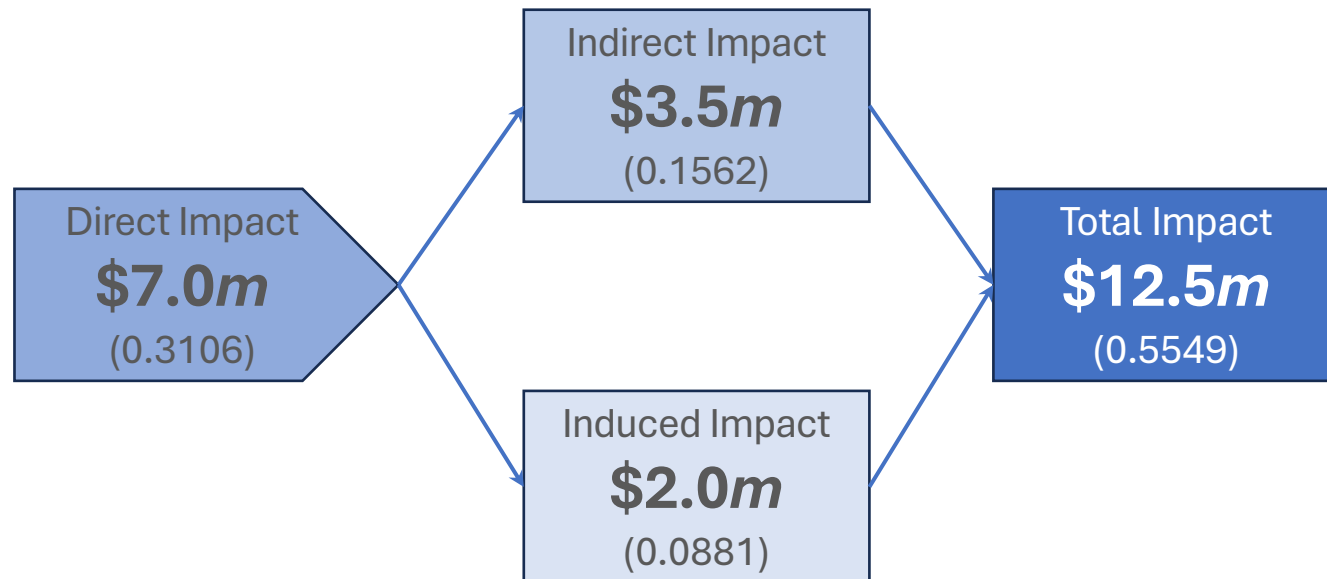 Direct Impact
$7.0m
(0.3106)
Indirect Impact
$3.5m
(0.1562)
Induced Impact
$2.0m
(0.0881)
Total Impact
$12.5m
(0.5549)